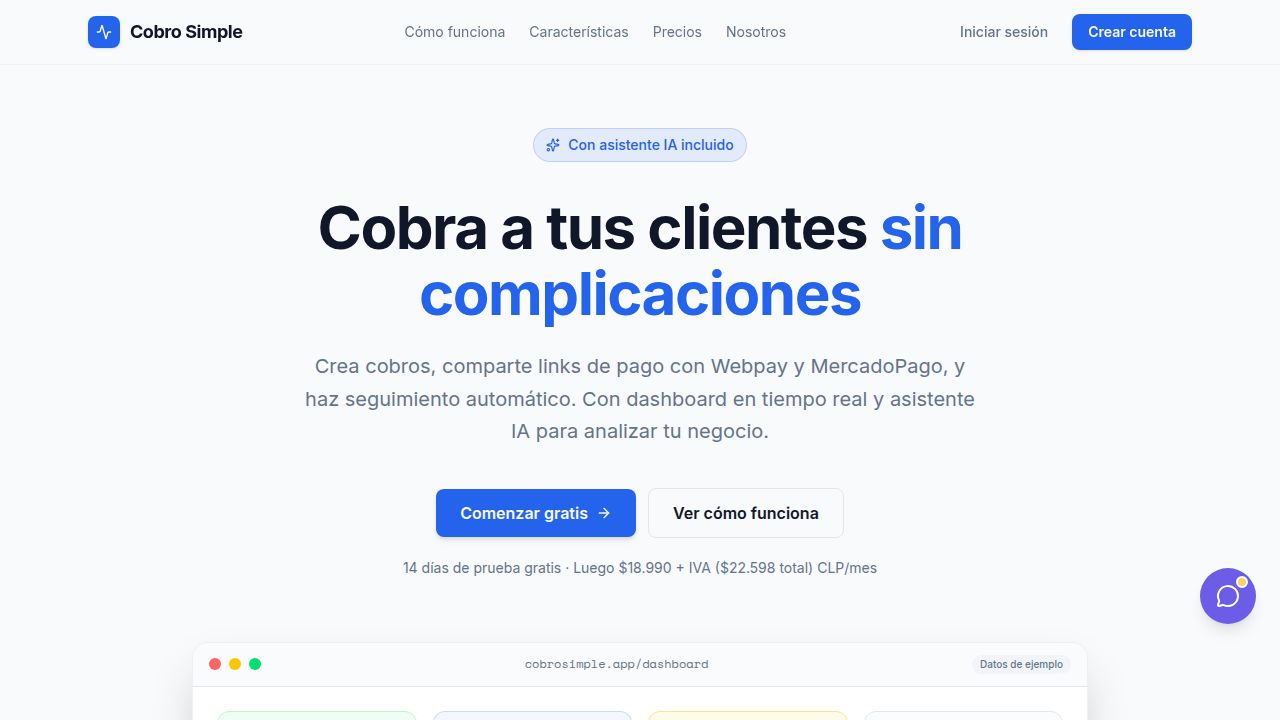 Cobro Simple
Cómo funciona
Características
Precios
Nosotros
Iniciar sesión
Crear cuenta
Con asistente IA incluido
Cobra a tus clientes sin
complicaciones
Crea cobros, comparte links de pago con Webpay y MercadoPago, y
haz seguimiento automático. Con dashboard en tiempo real y asistente
IA para analizar tu negocio.
Comenzar gratis
Ver cómo funciona
14 días de prueba gratis · Luego $18.990 + IVA ($22.598 total) CLP/mes
cobrosimple.app/dashboard
Datos de ejemplo